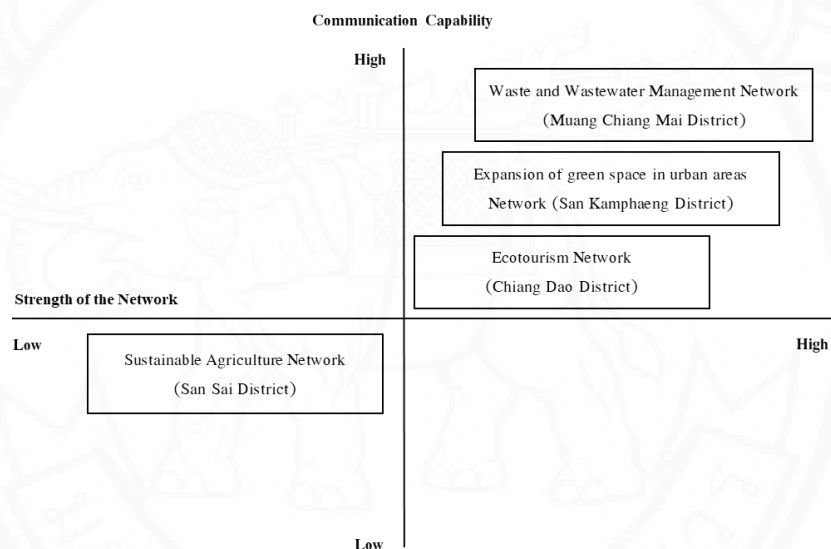 Communication Capability
High
Waste and Wastewater Management Network
(Muang Chiang Mai District)
Expansion of green space in urban areas
Network (San Kamphaeng District)
Ecotourism Network
(Chiang Dao District)
Strength of the Network
Low
High
Sustainable Agriculture Network
(San Sai District)
Low